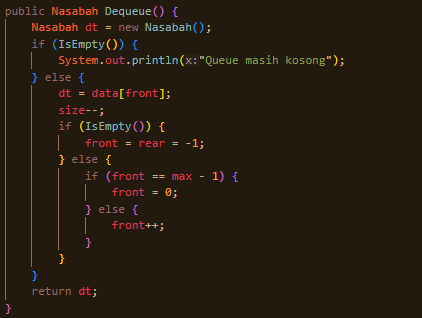 public Nasabah Dequeue() {
    Nasabah dt = new Nasabah();
    if (IsEmpty()) {
        System.out.println(x:"Queue masih kosong");
    } else {
        dt = data[front];
        size--;
        if (IsEmpty()) {
            front = rear = -1;
        } else {
            if (front == max - 1) {
                front = 0;
            } else {
                front++;
            }
        }
    }
    return dt;
}